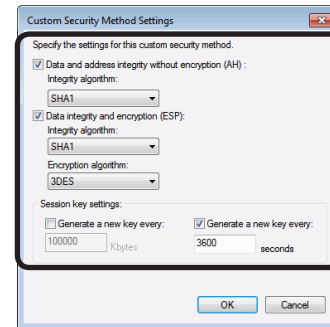 Custom Security Method Settings
Specify the settings for this custom security method.
Data and address integrity without encryption (AH) :
Integrity algorithm:
SHA1
Data integrity and encryption (ESP):
Integrity algorithm:
SHA1
Encryption algorithm:
3DES
Session key settings:
Generate a new key every: Generate a new key every:
100000 Kbytes 3600 seconds
OK Cancel